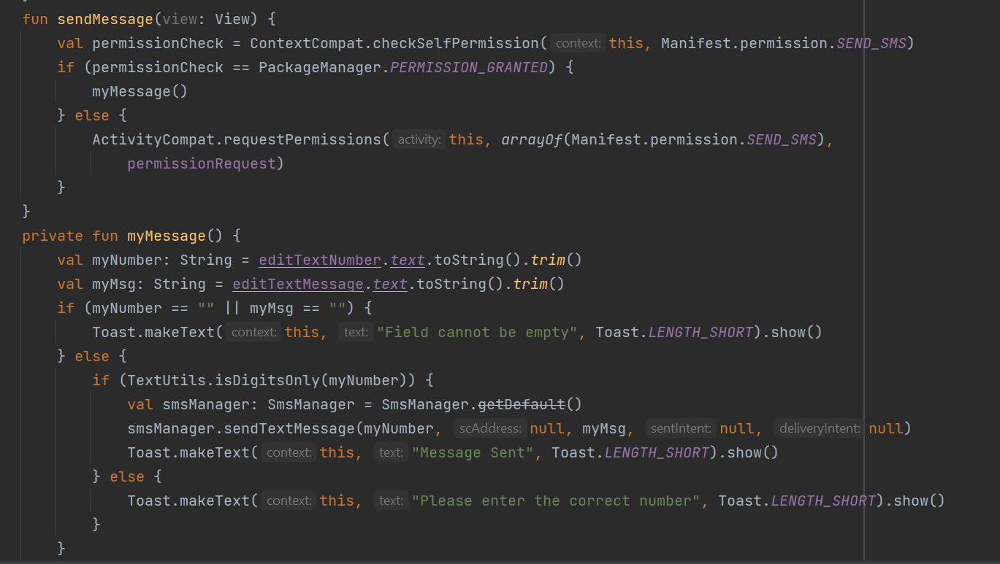 fun sendMessage(view: View) {
    val permissionCheck = ContextCompat.checkSelfPermission( context: this, Manifest.permission.SEND_SMS)
    if (permissionCheck == PackageManager.PERMISSION_GRANTED) {
        myMessage()
    } else {
        ActivityCompat.requestPermissions( activity: this, arrayOf(Manifest.permission.SEND_SMS),
            permissionRequest)
    }
}
private fun myMessage() {
    val myNumber: String = editTextNumber.text.toString().trim()
    val myMsg: String = editTextMessage.text.toString().trim()
    if (myNumber == "" || myMsg == "") {
        Toast.makeText( context: this, text: "Field cannot be empty", Toast.LENGTH_SHORT).show()
    } else {
        if (TextUtils.isDigitsOnly(myNumber)) {
            val smsManager: SmsManager = SmsManager.getDefault()
            smsManager.sendTextMessage(myNumber, scAddress: null, myMsg, sentIntent: null, deliveryIntent: null)
            Toast.makeText( context: this, text: "Message Sent", Toast.LENGTH_SHORT).show()
        } else {
            Toast.makeText( context: this, text: "Please enter the correct number", Toast.LENGTH_SHORT).show()
        }
    }